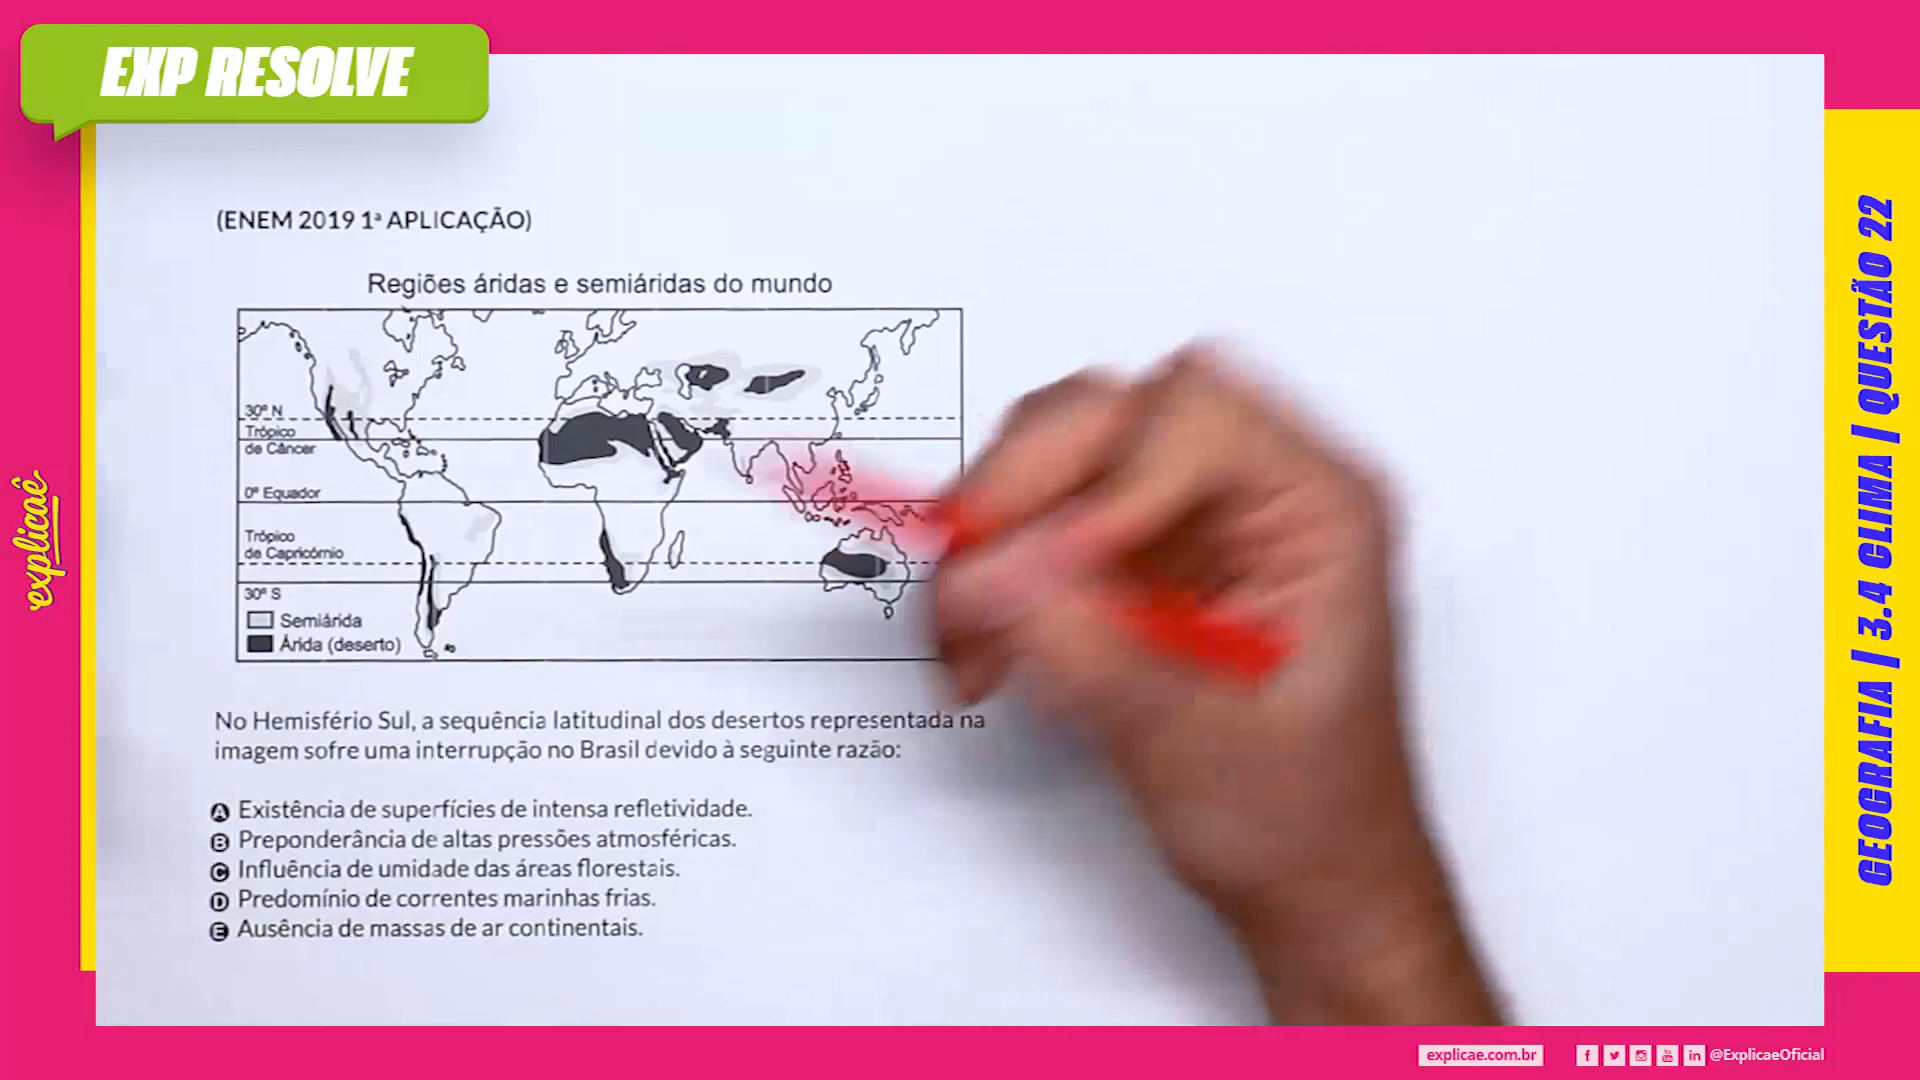 EXP RESOLVE
(ENEM 2019 1ª APLICAÇÃO)
Regiões áridas e semiáridas do mundo
30º N
Trópico
de Câncer
0º Equador
Trópico
de Capricórnio
30º S
Semiárida
Árida (deserto)
No Hemisfério Sul, a sequência latitudinal dos desertos representada na
imagem sofre uma interrupção no Brasil devido à seguinte razão:
A Existência de superfícies de intensa refletividade.
B Preponderância de altas pressões atmosféricas.
C Influência de umidade das áreas florestais.
D Predomínio de correntes marinhas frias.
E Ausência de massas de ar continentais.
explicaê
GEOGRAFIA | 3.4 CLIMA | QUESTÃO 22
explicae.com.br
@ExplicaeOficial